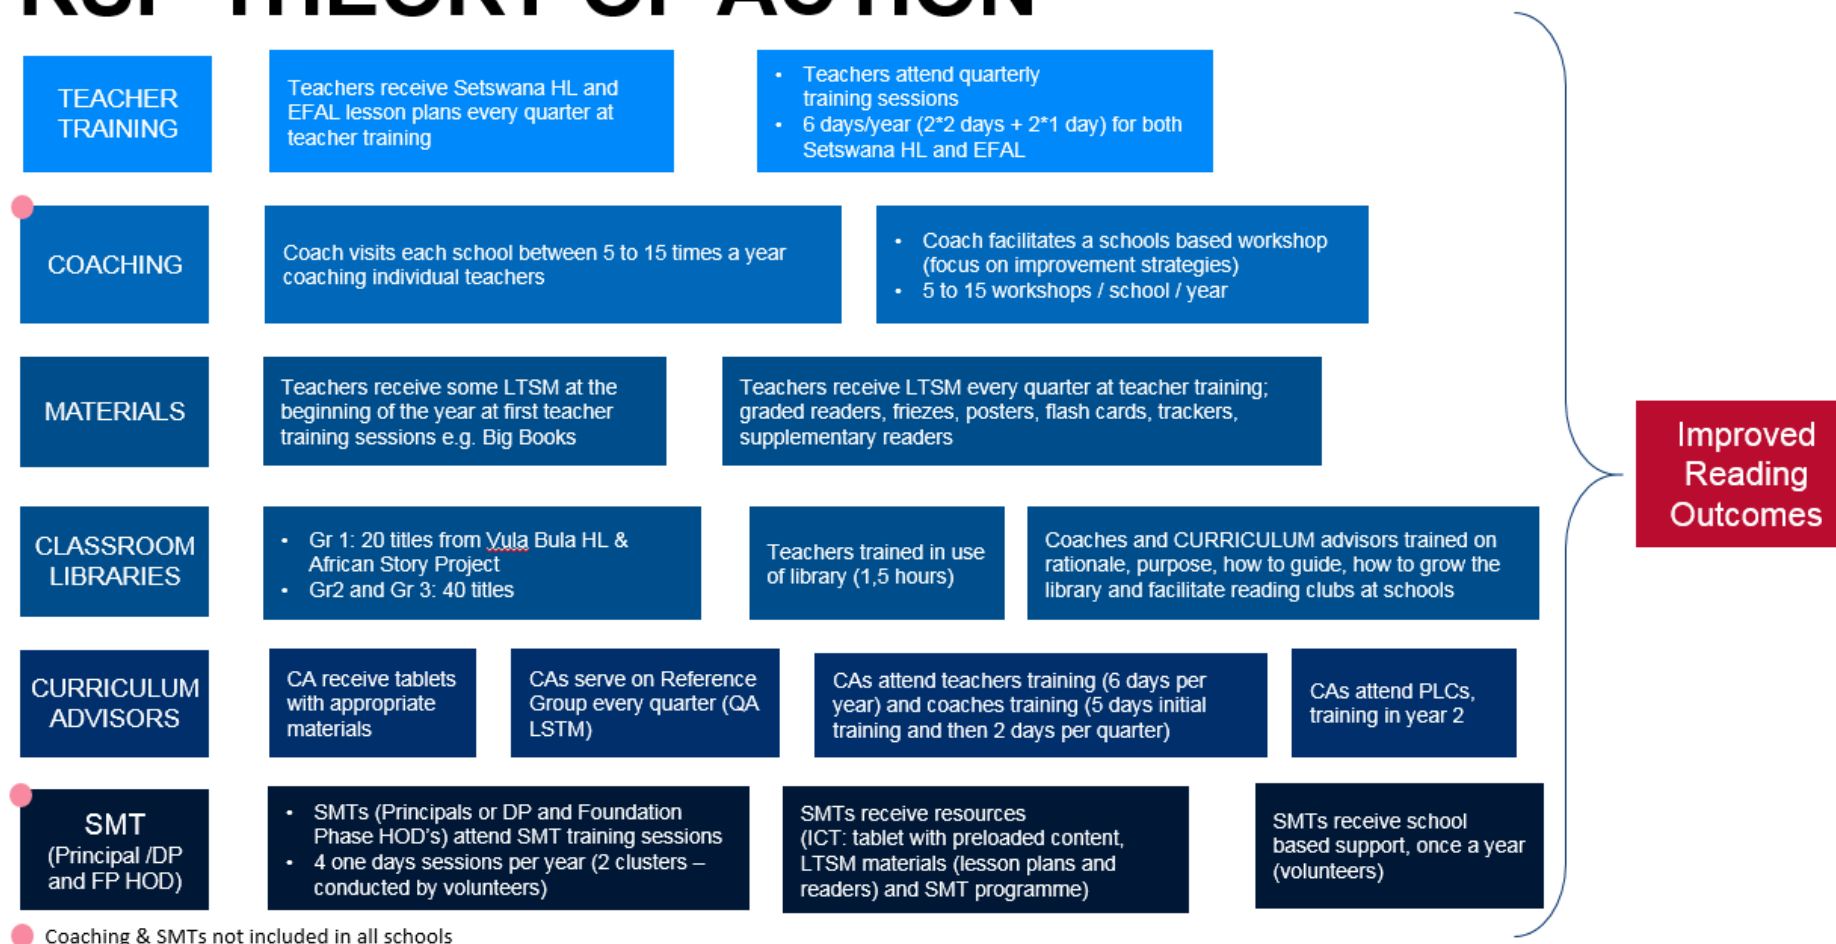 RSP THEORY OF ACTION
TEACHER
TRAINING
Teachers receive Setswana HL and
EFAL lesson plans every quarter at
teacher training
• Teachers attend quarterly
training sessions
• 6 days/year (2*2 days + 2*1 day) for both
Setswana HL and EFAL
COACHING
Coach visits each school between 5 to 15 times a year
coaching individual teachers
• Coach facilitates a schools based workshop
(focus on improvement strategies)
• 5 to 15 workshops / school / year
MATERIALS
Teachers receive some LTSM at the
beginning of the year at first teacher
training sessions e.g. Big Books
Teachers receive LTSM every quarter at teacher training;
graded readers, friezes, posters, flash cards, trackers,
supplementary readers
CLASSROOM
LIBRARIES
• Gr 1: 20 titles from Vula Bula HL &
African Story Project
• Gr2 and Gr 3: 40 titles
Teachers trained in use
of library (1,5 hours)
Coaches and CURRICULUM advisors trained on
rationale, purpose, how to guide, how to grow the
library and facilitate reading clubs at schools
CURRICULUM
ADVISORS
CA receive tablets
with appropriate
materials
CAs serve on Reference
Group every quarter (QA
LSTM)
CAs attend teachers training (6 days per
year) and coaches training (5 days initial
training and then 2 days per quarter)
CAs attend PLCs,
training in year 2
SMT
(Principal /DP
and FP HOD)
• SMTs (Principals or DP and Foundation
Phase HOD's) attend SMT training sessions
• 4 one days sessions per year (2 clusters –
conducted by volunteers)
SMTs receive resources
(ICT: tablet with preloaded content,
LTSM materials (lesson plans and
readers) and SMT programme)
SMTs receive school
based support, once a year
(volunteers)
Improved
Reading
Outcomes
Coaching & SMTs not included in all schools